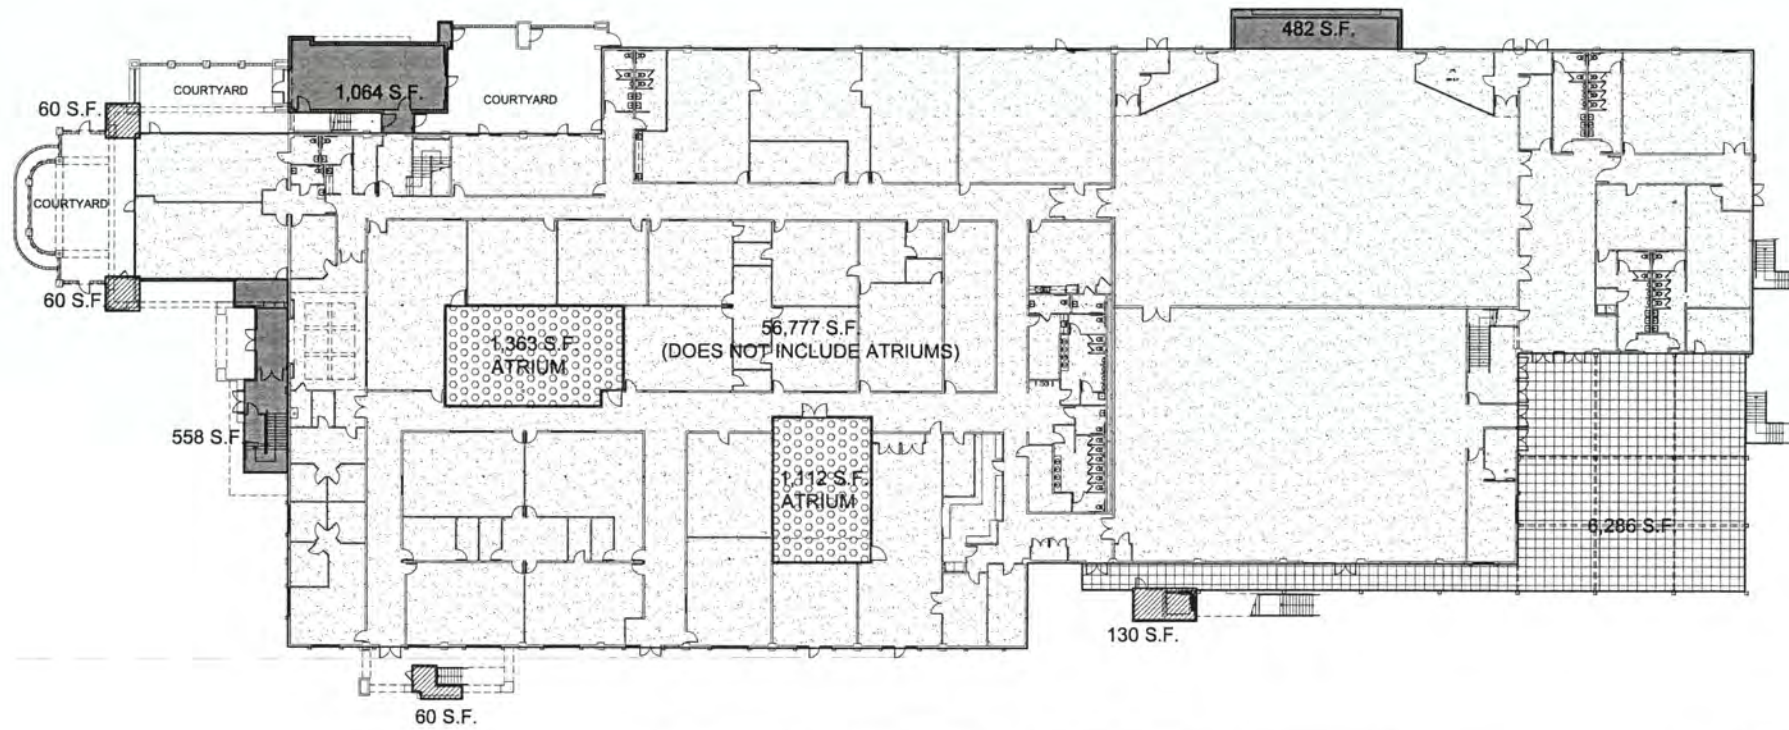 482 S.F.
1,064 S.F.
COURTYARD
COURTYARD
60 S.F.
COURTYARD
60 S.F
56,777 S.F.
(DOES NOT INCLUDE ATRIUMS)
1,363 S.F
ATRIUM
558 S.F.
1,112 S.F.
ATRIUM
6,286 S.F.
130 S.F.
60 S.F.